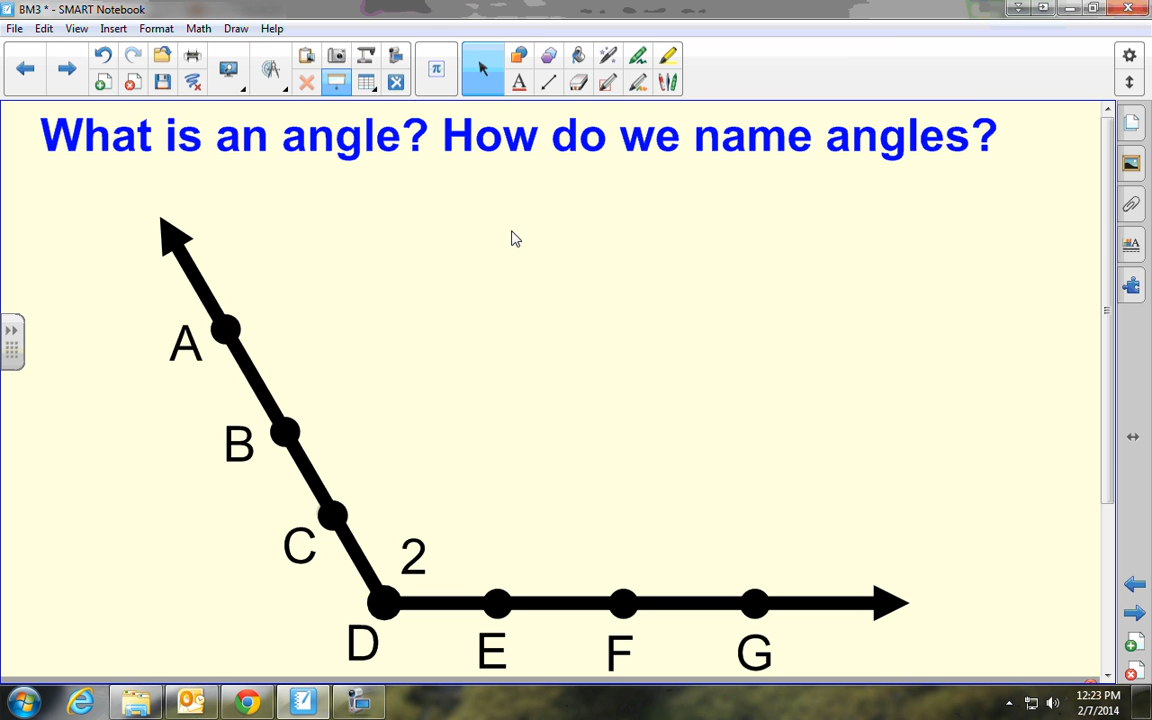 BM3 * - SMART Notebook
File Edit View Insert Format Math Draw Help
π
A
What is an angle? How do we name angles?
A
A
B
C
2
D
E
F
G
12:23 PM
2/7/2014